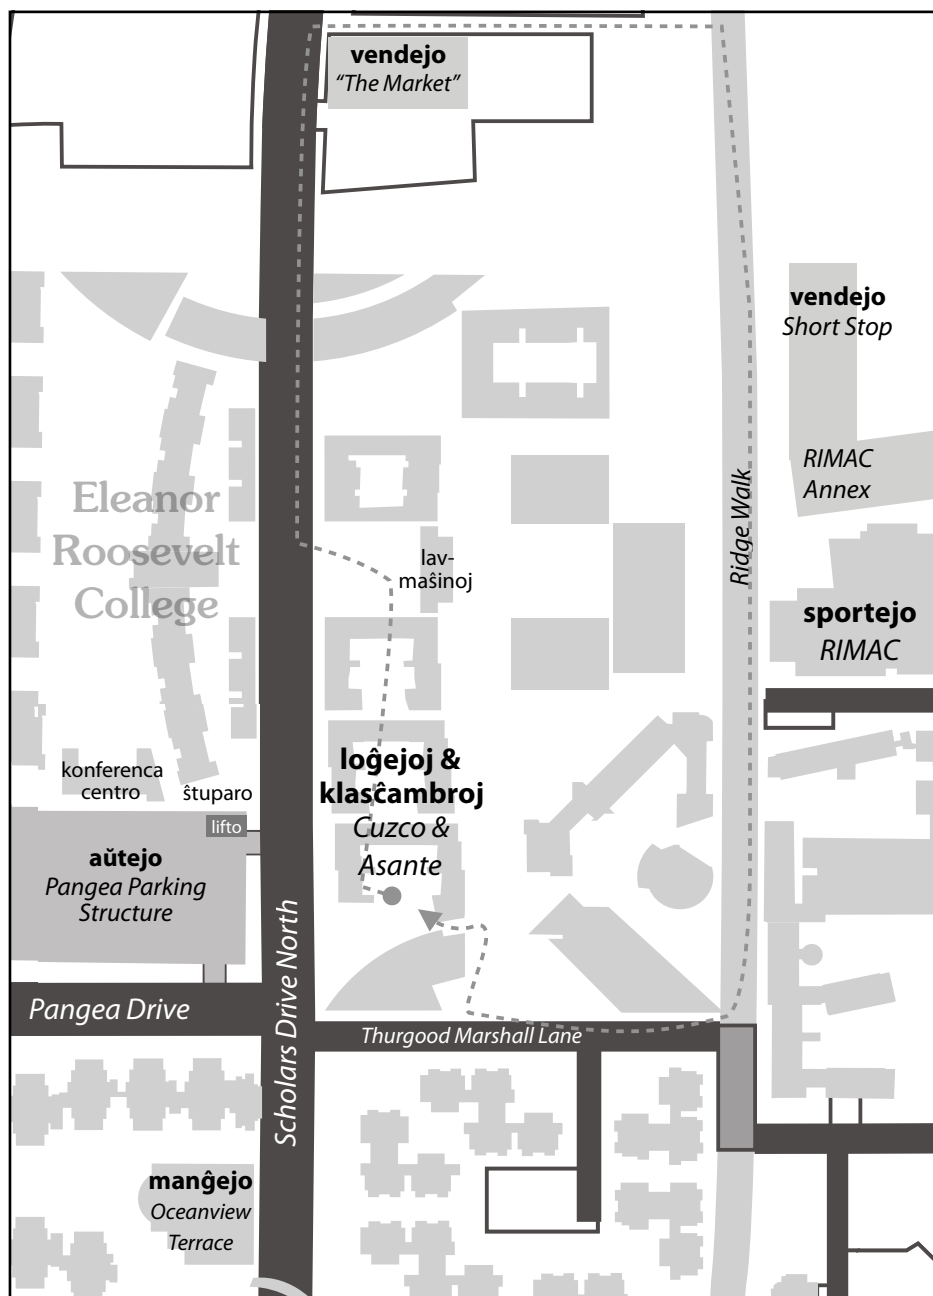 vendejo
“The Market”
vendejo
Short Stop
RIMAC
Annex
Eleanor
Roosevelt
College
Ridge Walk
lav-
maŝinoj
sportejo
RIMAC
loĝejoj &
klasĉambroj
Cuzco &
Asante
konferenca
centro
ŝtuparo
lifto
aŭtejo
Pangea Parking
Structure
Scholars Drive North
Pangea Drive
Thurgood Marshall Lane
manĝejo
Oceanview
Terrace